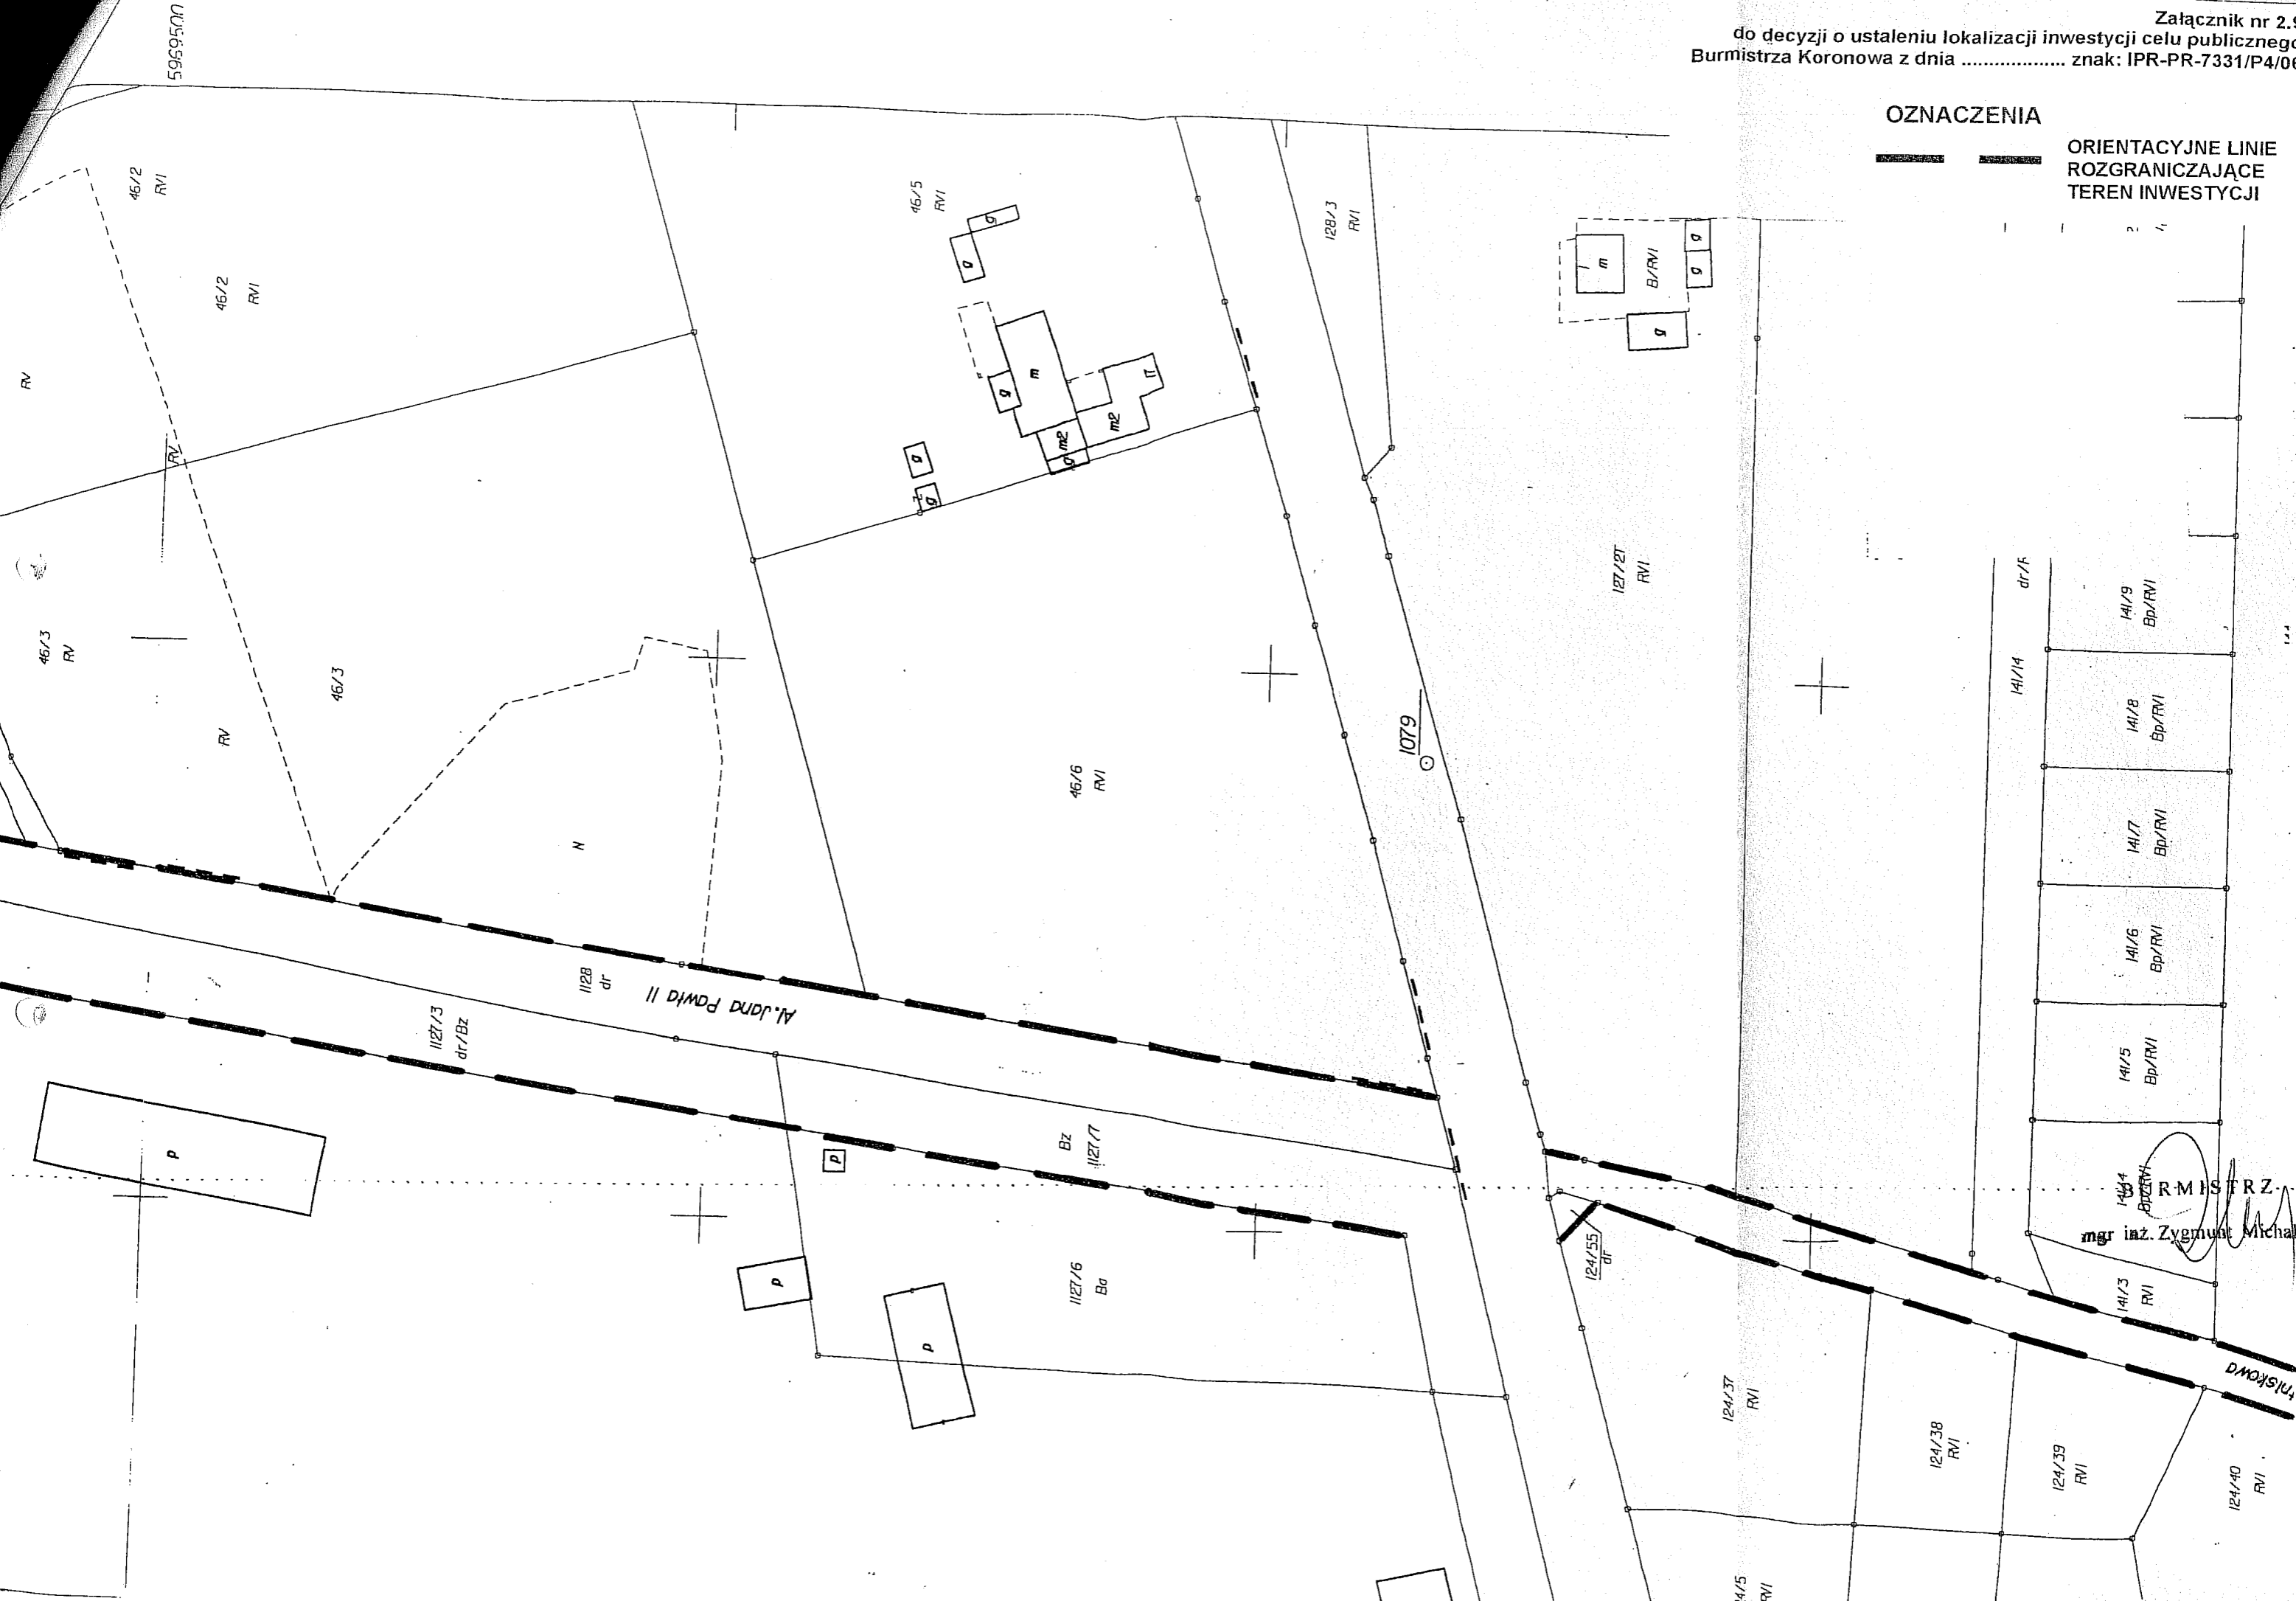 Załącznik nr 2.9
do decyzji o ustaleniu lokalizacji inwestycji celu publicznego
Burmistrza Koronowa z dnia ................... znak: IPR-PR-7331/P4/06
OZNACZENIA
ORIENTACYJNE LINIE
ROZGRANICZAJĄCE
TEREN INWESTYCJI
5969500
46/2
RVI
46/2
RVI
RV
RV
46/3
RV
46/3
RV
N
46/5
RVI
g
g
m
g
m2
m2
g
g
g
128/3
RVI
m
B/RVI
g
g
g
127/21
RVI
46/6
RVI
1079
141/14
141/9
Bp/RVI
141/8
Bp/RVI
141/7
Bp/RVI
141/6
Bp/RVI
141/5
Bp/RVI
Bp/RVI
141/3
RVI
1128
dr
Al. Jana Pawła II
1127/3
dr/Bz
Bz
1127/7
p
p
p
p
1127/6
Ba
124/55
dr
124/37
RVI
124/38
RVI
124/39
RVI
124/40
RVI
BURMISTRZ
mgr inż. Zygmunt